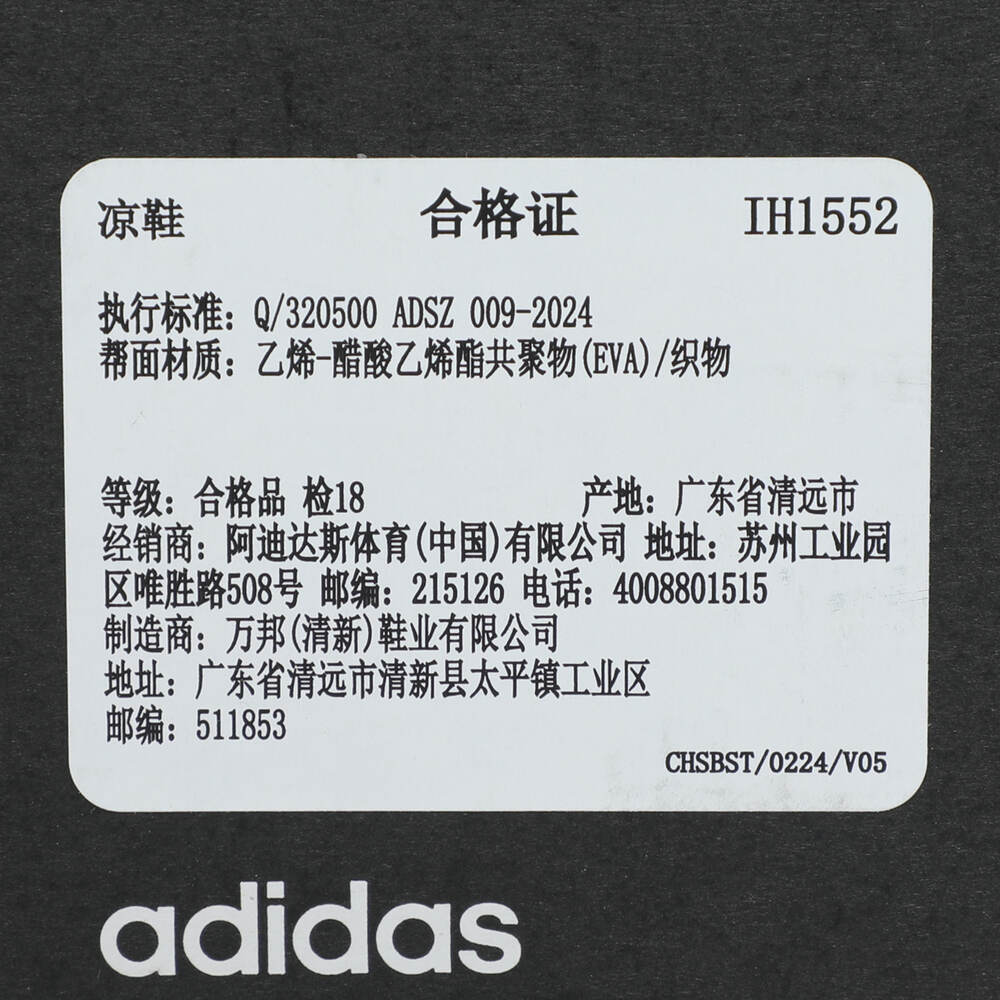 凉鞋 合格证 IH1552
执行标准：Q/320500 ADSZ 009-2024
帮面材质：乙烯-醋酸乙烯酯共聚物(EVA)/织物
等级：合格品 检18 产地：广东省清远市
经销商：阿迪达斯体育(中国)有限公司 地址：苏州工业园
区唯胜路508号 邮编：215126 电话：4008801515
制造商：万邦(清新)鞋业有限公司
地址：广东省清远市清新县太平镇工业区
邮编：511853
CHSBST/0224/V05
adidas